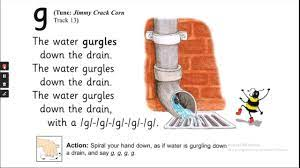 g
(Tune: Jimmy Crack Corn
Track 13)
The water gurgles
down the drain.
The water gurgles
down the drain.
The water gurgles
down the drain,
with a /g/-/g/-/g/-/g/-/g/.
Action: Spiral your hand down, as if water is gurgling down
a drain, and say g, g, g, g.